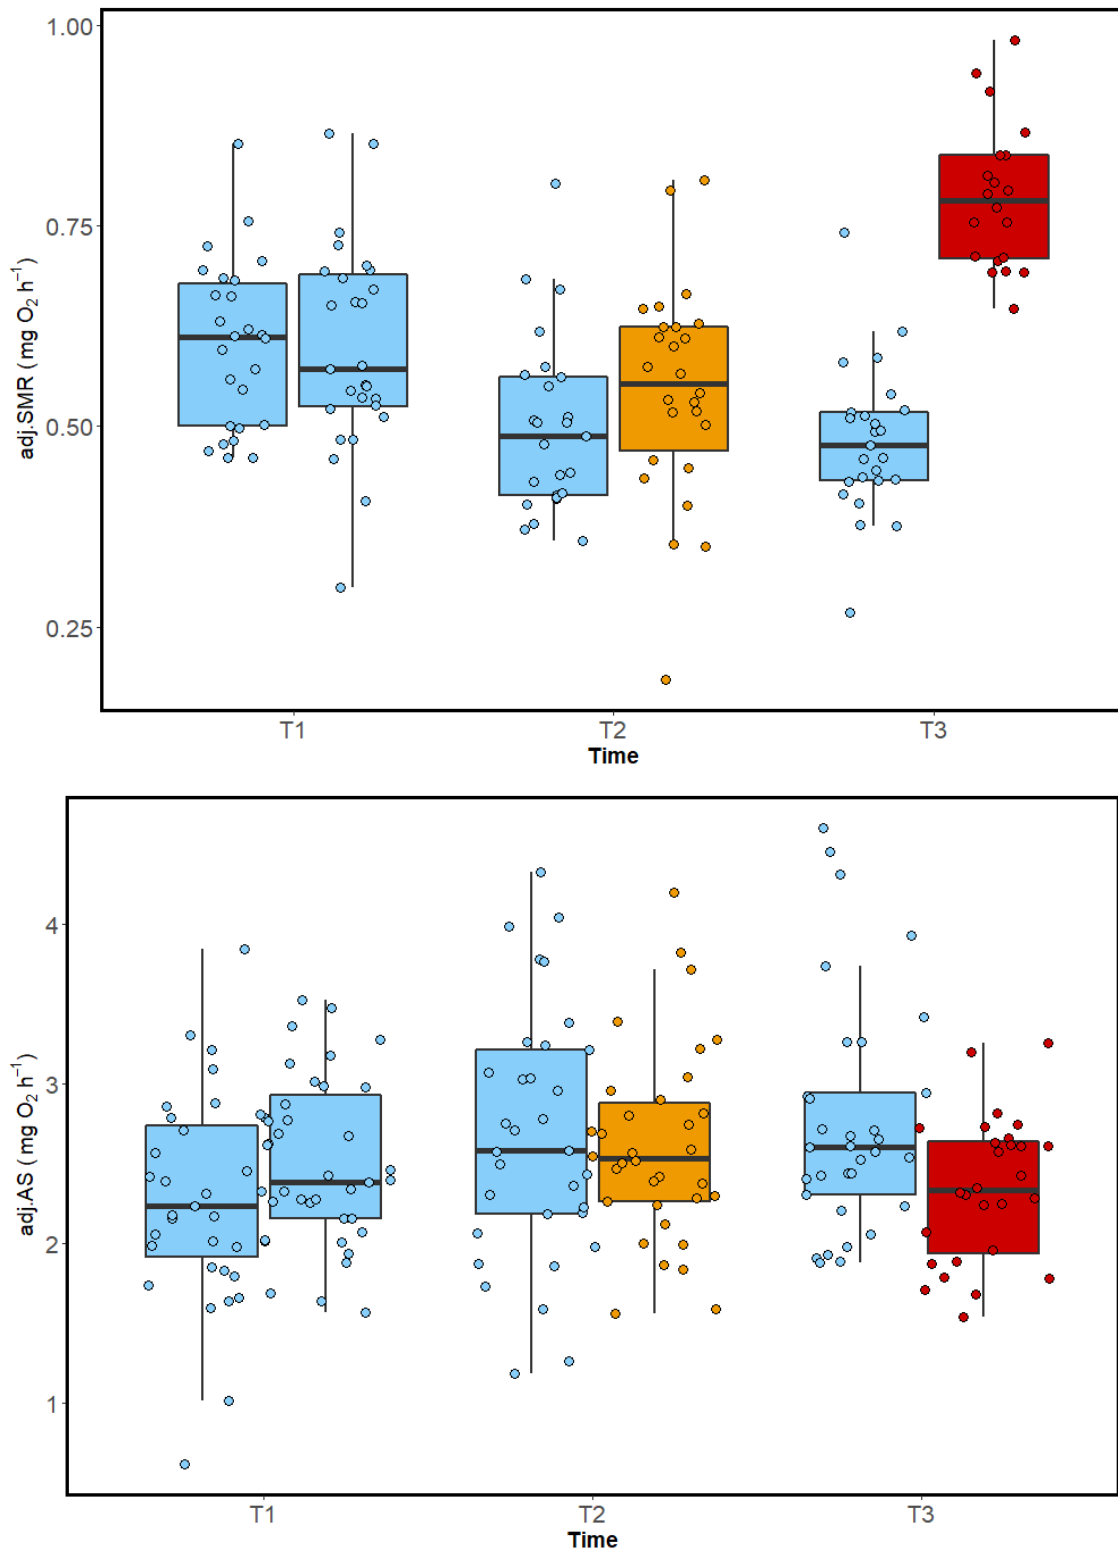 1.00
0.75
0.50
0.25
adj.SMR ( mg O₂ h⁻¹)
T1 T2 T3
Time
4
3
2
1
adj.AS ( mg O₂ h⁻¹)
T1 T2 T3
Time